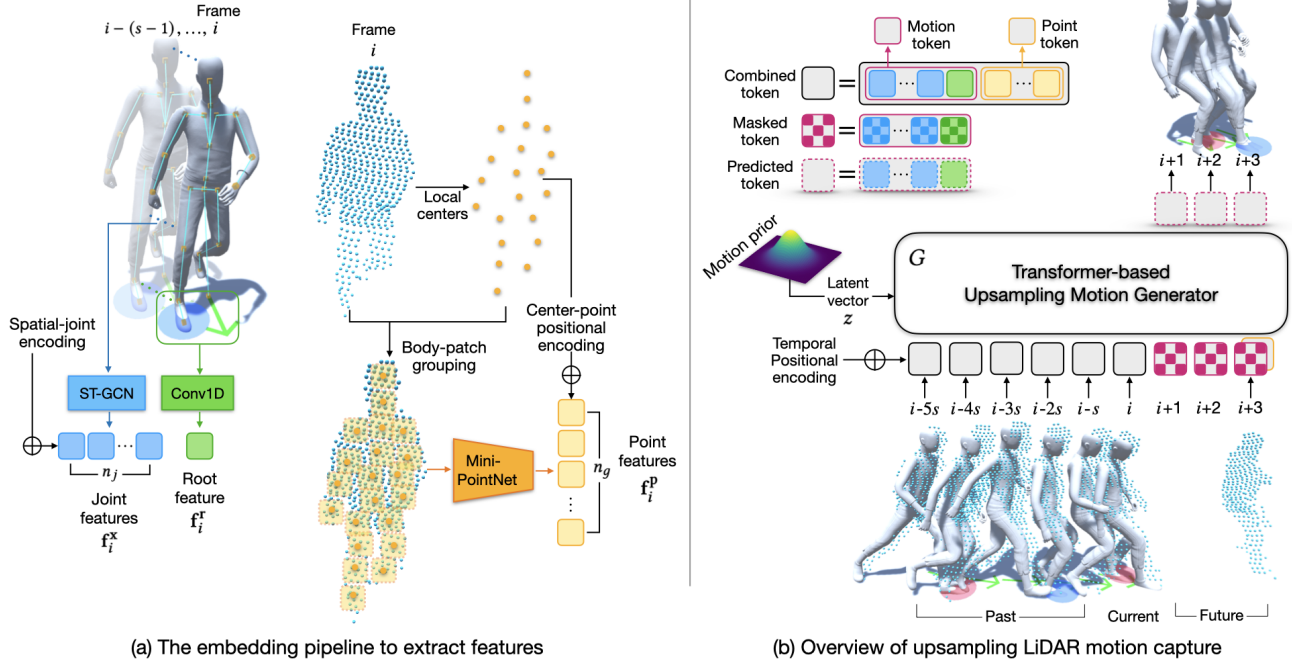 Frame
i − (s − 1), ..., i
Spatial-joint
encoding
ST-GCN
Conv1D
n_j
Joint
features
f_i^x
Root
feature
f_i^r
Frame
i
Local
centers
Center-point
positional
encoding
Body-patch
grouping
Mini-
PointNet
n_g
Point
features
f_i^p
(a) The embedding pipeline to extract features
Motion
token
Point
token
Combined
token
=
...
...
Masked
token
=
...
Predicted
token
=
...
i+1
i+2
i+3
Motion prior
Latent
vector
z
G
Transformer-based
Upsampling Motion Generator
Temporal
Positional
encoding
i-5s
i-4s
i-3s
i-2s
i-s
i
i+1
i+2
i+3
Past
Current
Future
(b) Overview of upsampling LiDAR motion capture